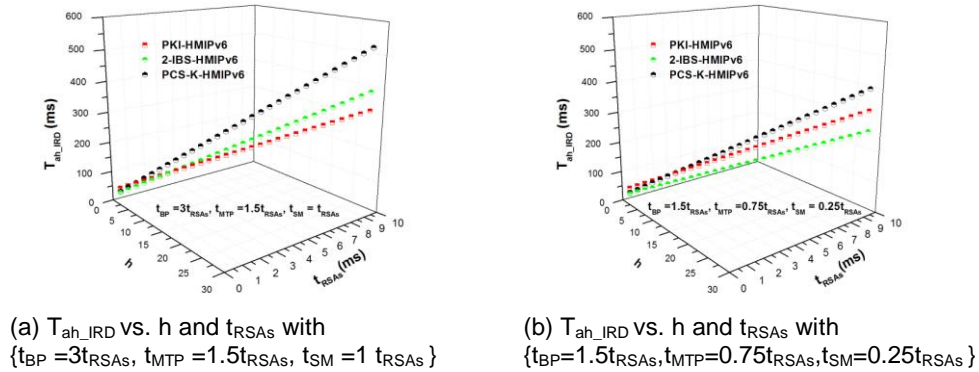 600
500
400
300
200
100
0
T_ah_IRD (ms)
PKI-HMIPv6
2-IBS-HMIPv6
PCS-K-HMIPv6
t_BP =3t_RSAs, t_MTP =1.5t_RSAs, t_SM = t_RSAs
0
5
10
15
20
25
30
h
0
1
2
3
4
5
6
7
8
9
10
t_RSAs(ms)
(a) T_ah_IRD vs. h and t_RSAs with
{t_BP =3t_RSAs, t_MTP =1.5t_RSAs, t_SM =1 t_RSAs }
600
500
400
300
200
100
0
T_ah_IRD (ms)
PKI-HMIPv6
2-IBS-HMIPv6
PCS-K-HMIPv6
t_BP =1.5t_RSAs, t_MTP =0.75t_RSAs, t_SM = 0.25t_RSAs
0
5
10
15
20
25
30
h
0
1
2
3
4
5
6
7
8
9
10
t_RSAs(ms)
(b) T_ah_IRD vs. h and t_RSAs with
{t_BP=1.5t_RSAs,t_MTP=0.75t_RSAs,t_SM=0.25t_RSAs }